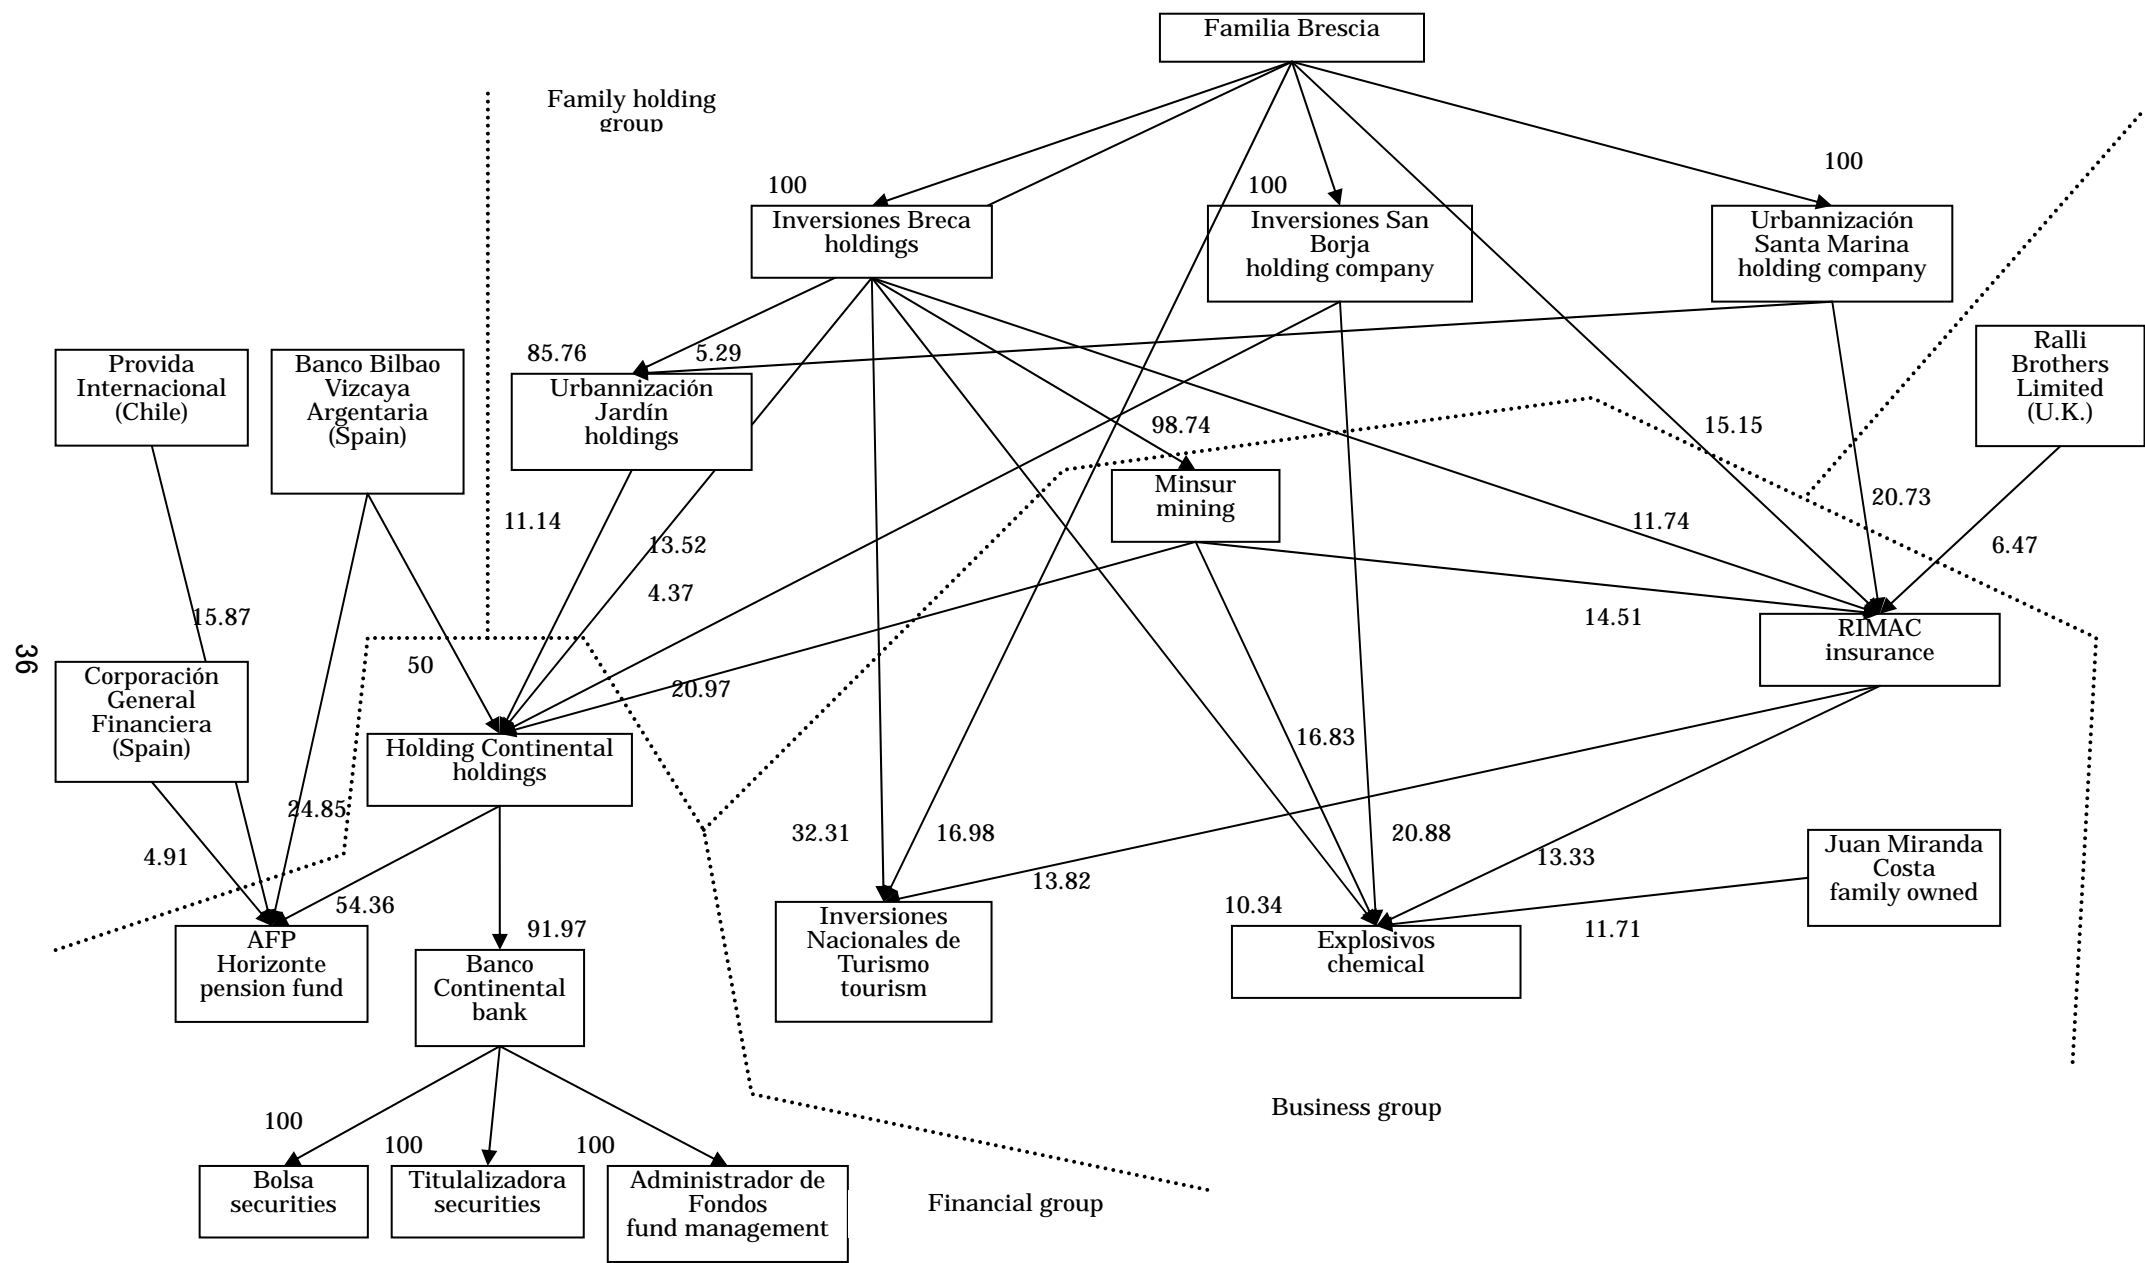 Familia Brescia
Family holding
group
100
100
100
Inversiones Breca
holdings
Inversiones San
Borja
holding company
Urbannización
Santa Marina
holding company
Provida
Internacional
(Chile)
Banco Bilbao
Vizcaya
Argentaria
(Spain)
85.76
5.29
Urbannización
Jardín
holdings
Ralli
Brothers
Limited
(U.K.)
98.74
15.15
Minsur
mining
20.73
11.14
13.52
11.74
6.47
4.37
15.87
14.51
RIMAC
insurance
36
50
Corporación
General
Financiera
(Spain)
20.97
Holding Continental
holdings
16.83
24.85
4.91
32.31
16.98
20.88
13.33
Juan Miranda
Costa
family owned
13.82
54.36
91.97
10.34
11.71
AFP
Horizonte
pension fund
Banco
Continental
bank
Inversiones
Nacionales de
Turismo
tourism
Explosivos
chemical
Business group
100
100
100
Bolsa
securities
Titulalizadora
securities
Administrador de
Fondos
fund management
Financial group